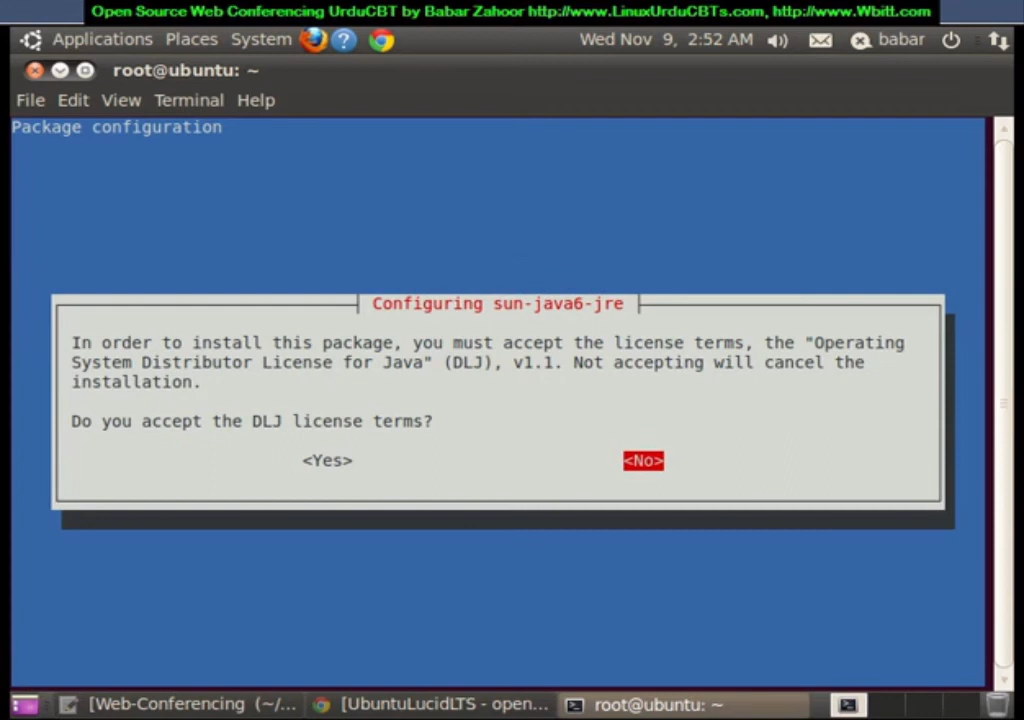 Open Source Web Conferencing UrduCBT by Babar Zahoor http://www.LinuxUrduCBTs.com, http://www.Wbitt.com
Applications Places System Wed Nov 9, 2:52 AM babar
root@ubuntu: ~
File Edit View Terminal Help
Package configuration
Configuring sun-java6-jre
In order to install this package, you must accept the license terms, the "Operating
System Distributor License for Java" (DLJ), v1.1. Not accepting will cancel the
installation.
Do you accept the DLJ license terms?
<Yes> <No>
[Web-Conferencing (~/... [UbuntuLucidLTS - open... root@ubuntu: ~